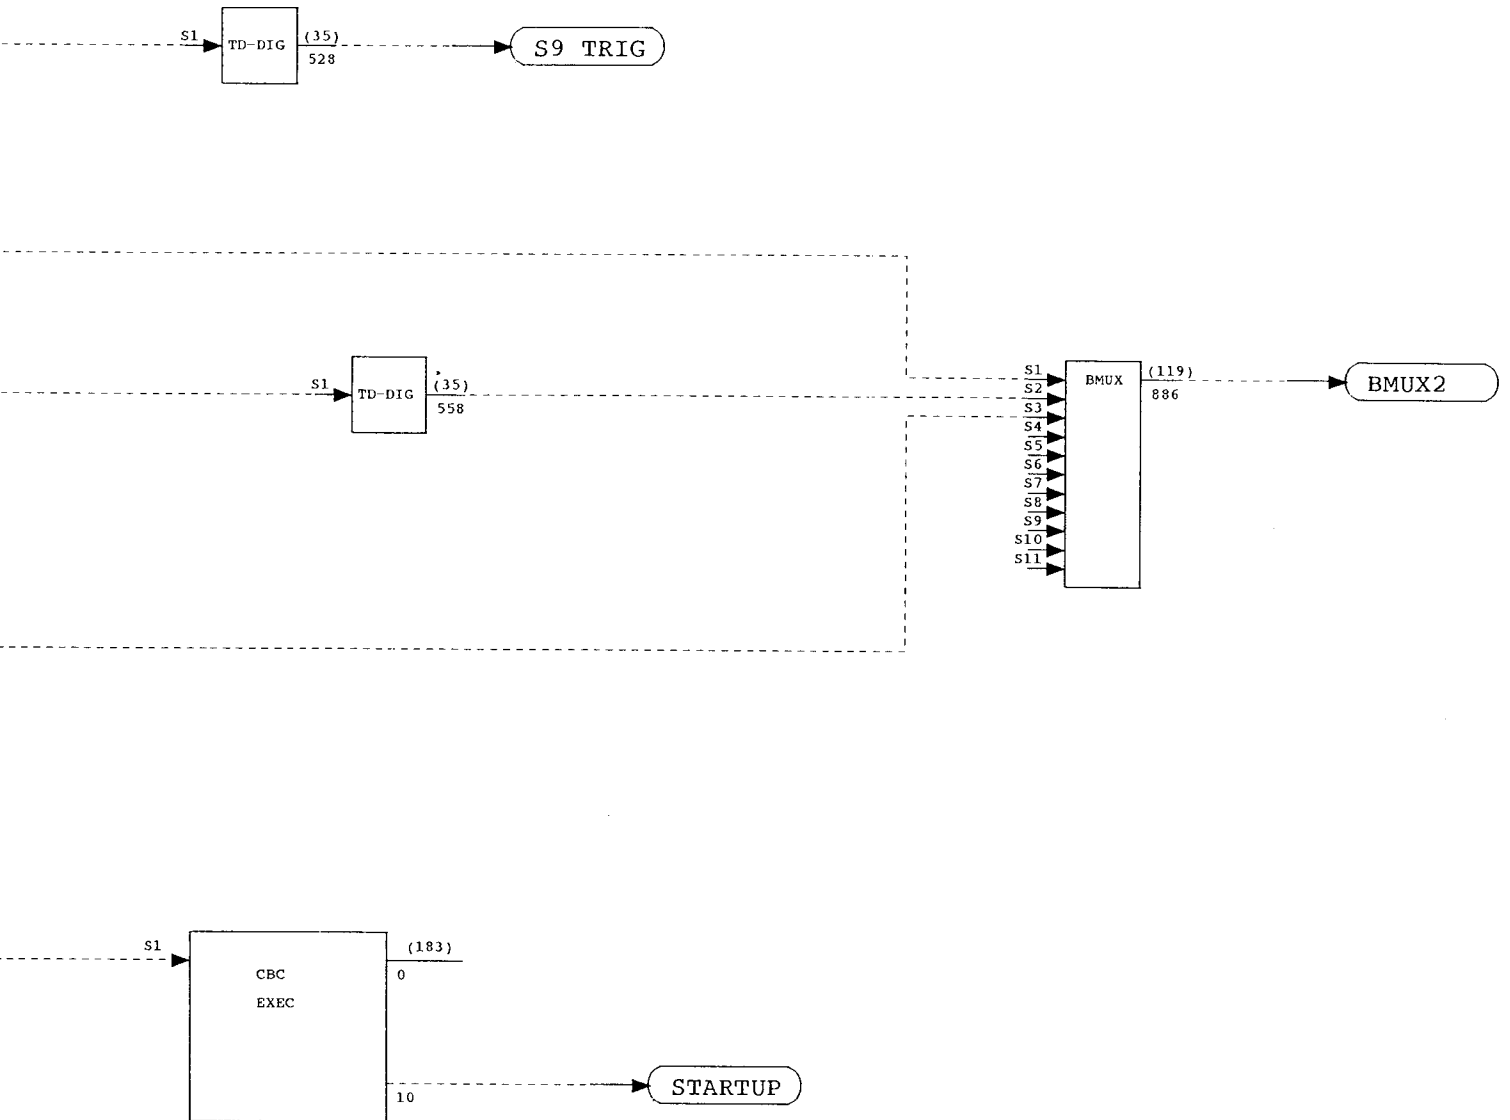 S1
TD-DIG
(35)
528
S9 TRIG
S1
TD-DIG
(35)
558
S1
S2
S3
S4
S5
S6
S7
S8
S9
S10
S11
BMUX
(119)
886
BMUX2
S1
CBC
EXEC
(183)
0
10
STARTUP